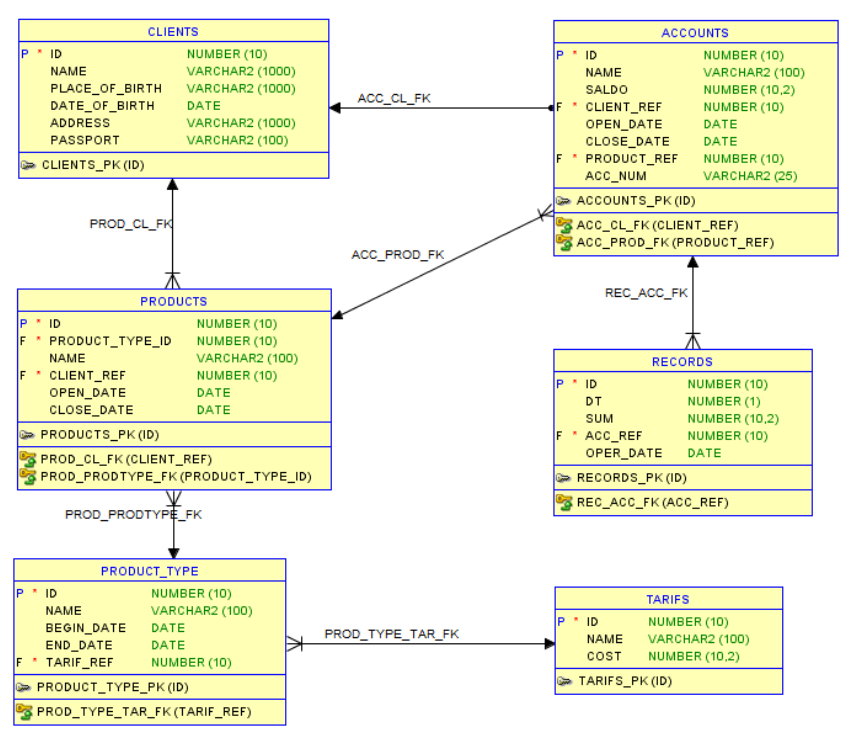 CLIENTS
P * ID NUMBER (10)
NAME VARCHAR2 (1000)
PLACE_OF_BIRTH VARCHAR2 (1000)
DATE_OF_BIRTH DATE
ADDRESS VARCHAR2 (1000)
PASSPORT VARCHAR2 (100)
CLIENTS_PK (ID)
ACC_CL_FK
ACCOUNTS
P * ID NUMBER (10)
NAME VARCHAR2 (100)
SALDO NUMBER (10,2)
F * CLIENT_REF NUMBER (10)
OPEN_DATE DATE
CLOSE_DATE DATE
F * PRODUCT_REF NUMBER (10)
ACC_NUM VARCHAR2 (25)
ACCOUNTS_PK (ID)
ACC_CL_FK (CLIENT_REF)
ACC_PROD_FK (PRODUCT_REF)
PROD_CL_FK
ACC_PROD_FK
REC_ACC_FK
PRODUCTS
P * ID NUMBER (10)
F * PRODUCT_TYPE_ID NUMBER (10)
NAME VARCHAR2 (100)
F * CLIENT_REF NUMBER (10)
OPEN_DATE DATE
CLOSE_DATE DATE
PRODUCTS_PK (ID)
PROD_CL_FK (CLIENT_REF)
PROD_PRODTYPE_FK (PRODUCT_TYPE_ID)
RECORDS
P * ID NUMBER (10)
DT NUMBER (1)
SUM NUMBER (10,2)
F * ACC_REF NUMBER (10)
OPER_DATE DATE
RECORDS_PK (ID)
REC_ACC_FK (ACC_REF)
PROD_PRODTYPE_FK
PRODUCT_TYPE
P * ID NUMBER (10)
NAME VARCHAR2 (100)
BEGIN_DATE DATE
END_DATE DATE
F * TARIF_REF NUMBER (10)
PRODUCT_TYPE_PK (ID)
PROD_TYPE_TAR_FK (TARIF_REF)
PROD_TYPE_TAR_FK
TARIFS
P * ID NUMBER (10)
NAME VARCHAR2 (100)
COST NUMBER (10,2)
TARIFS_PK (ID)